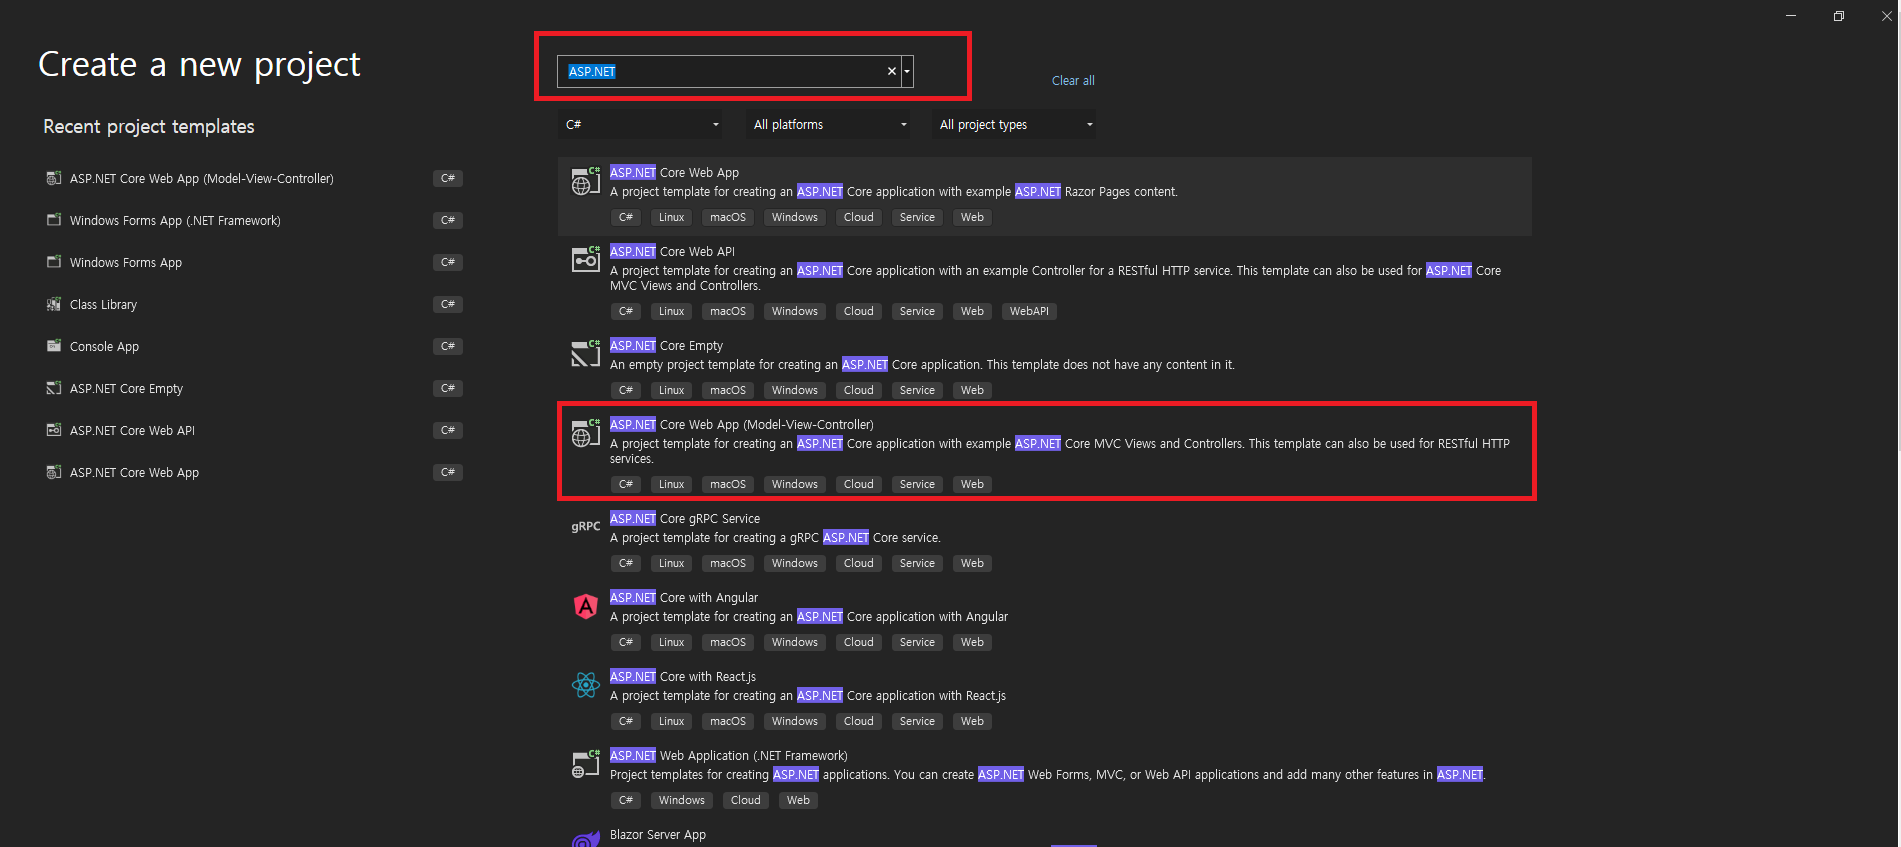 Create a new project
Recent project templates
ASP.NET Core Web App (Model-View-Controller) C#
Windows Forms App (.NET Framework) C#
Windows Forms App C#
Class Library C#
Console App C#
ASP.NET Core Empty C#
ASP.NET Core Web API C#
ASP.NET Core Web App C#
ASP.NET
Clear all
C# All platforms All project types
ASP.NET Core Web App
A project template for creating an ASP.NET Core application with example ASP.NET Razor Pages content.
C# Linux macOS Windows Cloud Service Web
ASP.NET Core Web API
A project template for creating an ASP.NET Core application with an example Controller for a RESTful HTTP service. This template can also be used for ASP.NET Core
MVC Views and Controllers.
C# Linux macOS Windows Cloud Service Web WebAPI
ASP.NET Core Empty
An empty project template for creating an ASP.NET Core application. This template does not have any content in it.
C# Linux macOS Windows Cloud Service Web
ASP.NET Core Web App (Model-View-Controller)
A project template for creating an ASP.NET Core application with example ASP.NET Core MVC Views and Controllers. This template can also be used for RESTful HTTP
services.
C# Linux macOS Windows Cloud Service Web
gRPC
ASP.NET Core gRPC Service
A project template for creating a gRPC ASP.NET Core service.
C# Linux macOS Windows Cloud Service Web
ASP.NET Core with Angular
A project template for creating an ASP.NET Core application with Angular
C# Linux macOS Windows Cloud Service Web
ASP.NET Core with React.js
A project template for creating an ASP.NET Core application with React.js
C# Linux macOS Windows Cloud Service Web
ASP.NET Web Application (.NET Framework)
Project templates for creating ASP.NET applications. You can create ASP.NET Web Forms, MVC, or Web API applications and add many other features in ASP.NET.
C# Windows Cloud Web
Blazor Server App